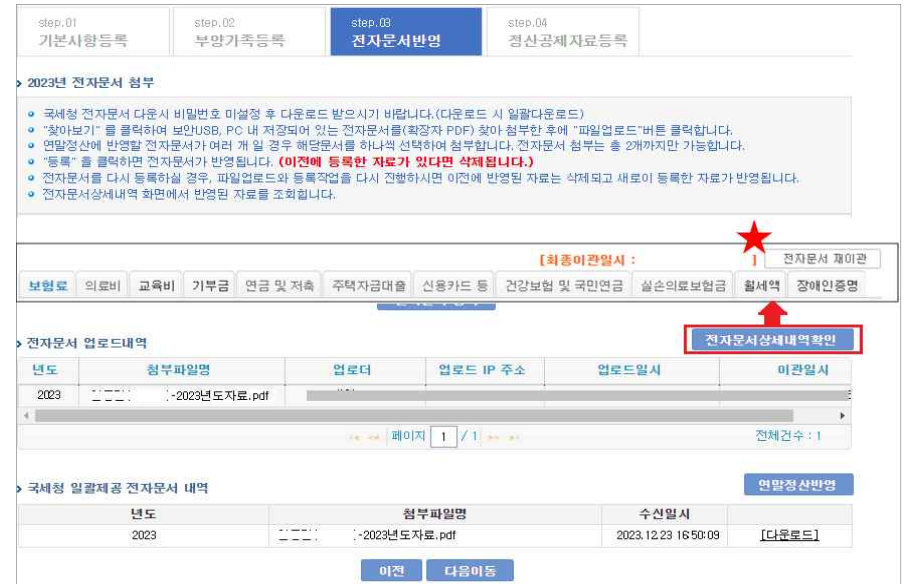 step.01
기본사항등록
step.02
부양가족등록
step.03
전자문서반영
step.04
정산공제자료등록
2023년 전자문서 첨부
국세청 전자문서 다운시 비밀번호 미설정 후 다운로드 받으시기 바랍니다.(다운로드 시 일괄다운로드)
"찾아보기" 를 클릭하여 보안USB, PC 내 저장되어 있는 전자문서를(확장자 PDF) 찾아 첨부한 후에 "파일업로드"버튼 클릭합니다.
연말정산에 반영할 전자문서가 여러 개 일 경우 해당문서를 하나씩 선택하여 첨부합니다. 전자문서 첨부는 총 2개까지만 가능합니다.
"등록" 을 클릭하면 전자문서가 반영됩니다. (이전에 등록한 자료가 있다면 삭제됩니다.)
전자문서를 다시 등록하실 경우, 파일업로드와 등록작업을 다시 진행하시면 이전에 반영된 자료는 삭제되고 새로이 등록한 자료가 반영됩니다.
전자문서상세내역 화면에서 반영된 자료를 조회합니다.
[최종이관일시 : ] 전자문서 재이관
보험료 의료비 교육비 기부금 연금 및 저축 주택자금대출 신용카드 등 건강보험 및 국민연금 실손의료보험금 월세액 장애인증명
전자문서 업로드내역
전자문서상세내역확인
년도 첨부파일명 업로더 업로드 IP 주소 업로드일시 이관일시
2023 -2023년도자료.pdf
페이지 1 / 1 전체건수 : 1
국세청 일괄제공 전자문서 내역
연말정산반영
년도 첨부파일명 수신일시
2023 -2023년도자료.pdf 2023.12.23 16:50:09 [다운로드]
이전 다음이동